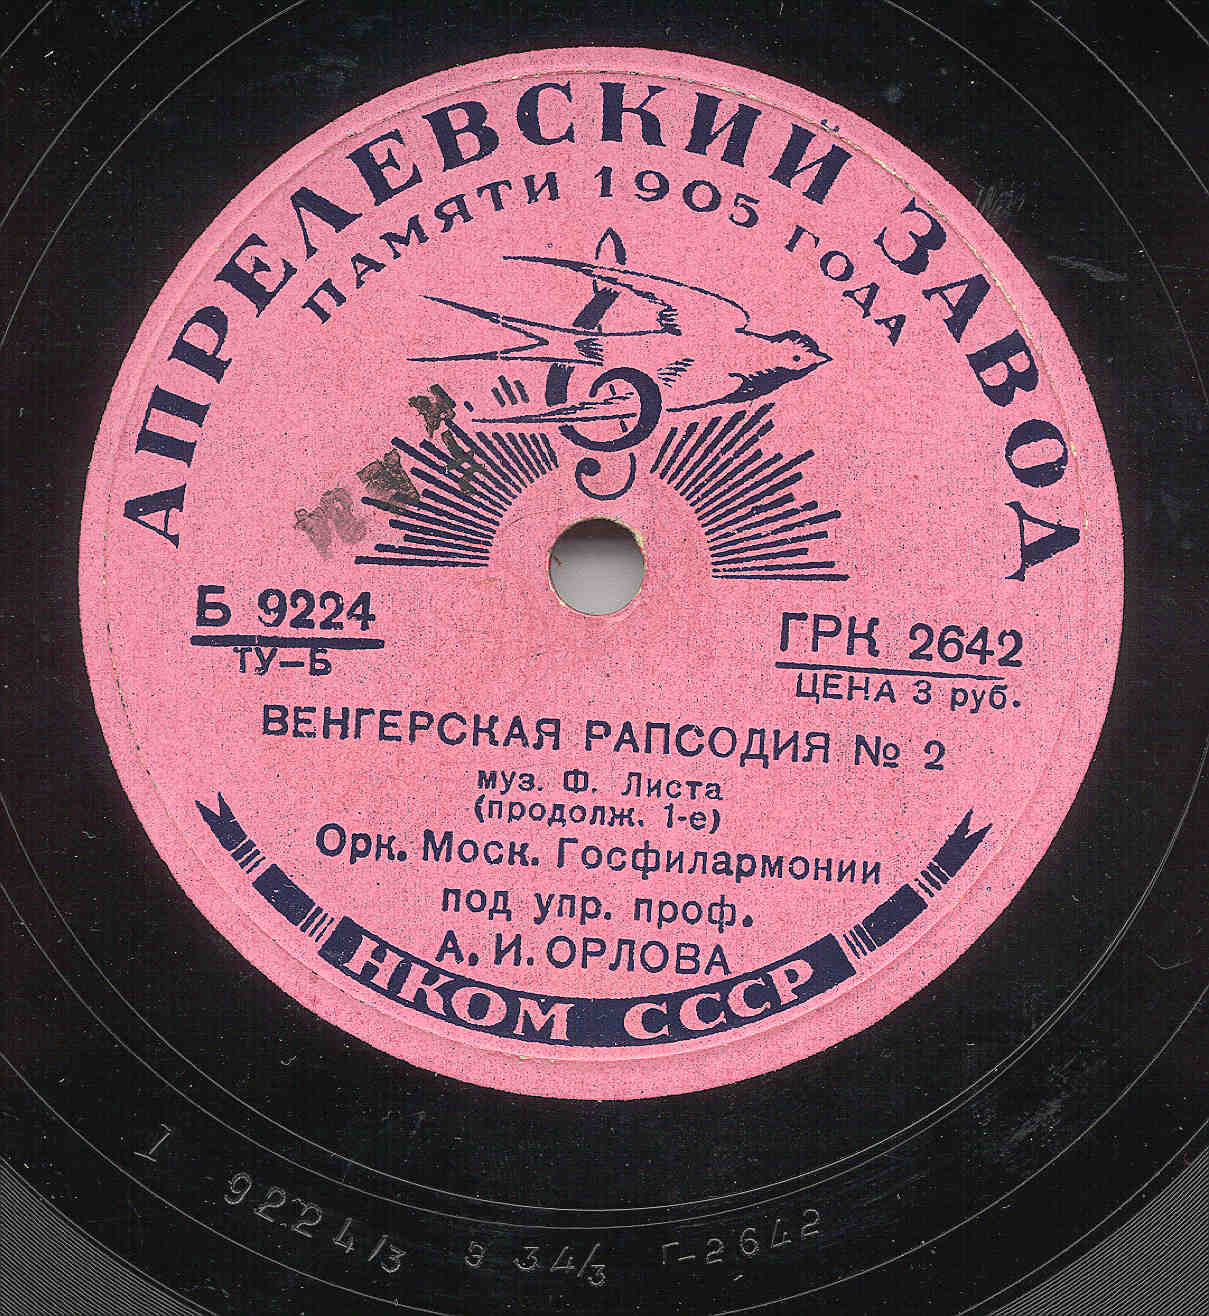 АПРЕЛЕВСКИЙ ЗАВОД
ПАМЯТИ 1905 ГОДА
Б 9224
ТУ–Б
ГРК 2642
ЦЕНА 3 руб.
ВЕНГЕРСКАЯ РАПСОДИЯ № 2
муз. Ф. Листа
(продолж. 1-е)
Орк. Моск. Госфилармонии
под упр. проф.
А. И. ОРЛОВА
НКОМ СССР
1 9224/3 3 34/3 Г-2642